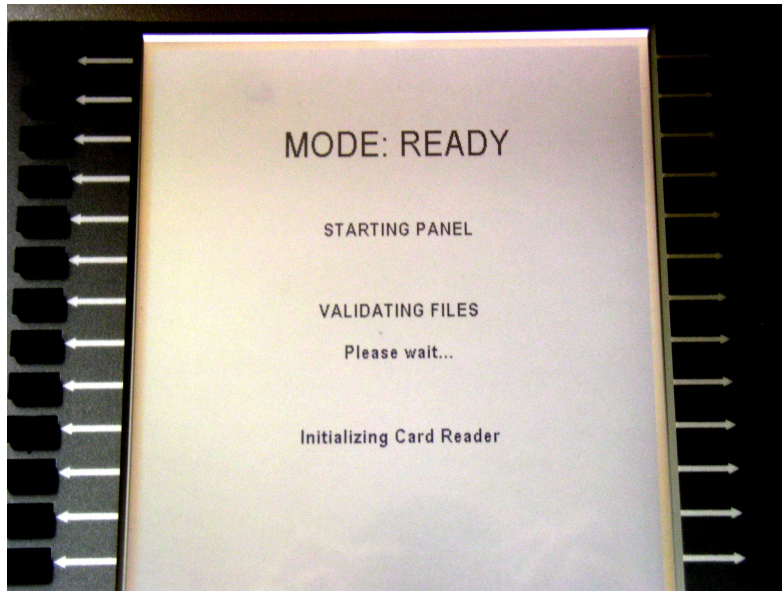 MODE: READY
STARTING PANEL
VALIDATING FILES
Please wait...
Initializing Card Reader